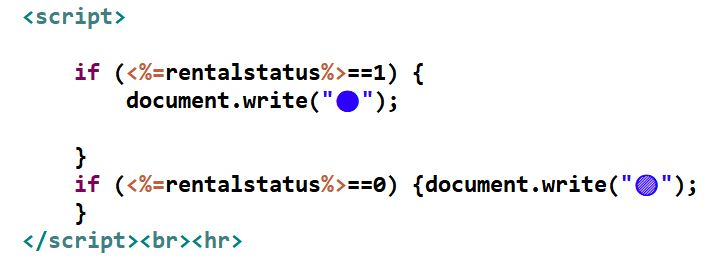 <script>
if (<%=rentalstatus%>==1) {
document.write("🔵");
}
if (<%=rentalstatus%>==0) {document.write("🟣");
}
</script><br><hr>